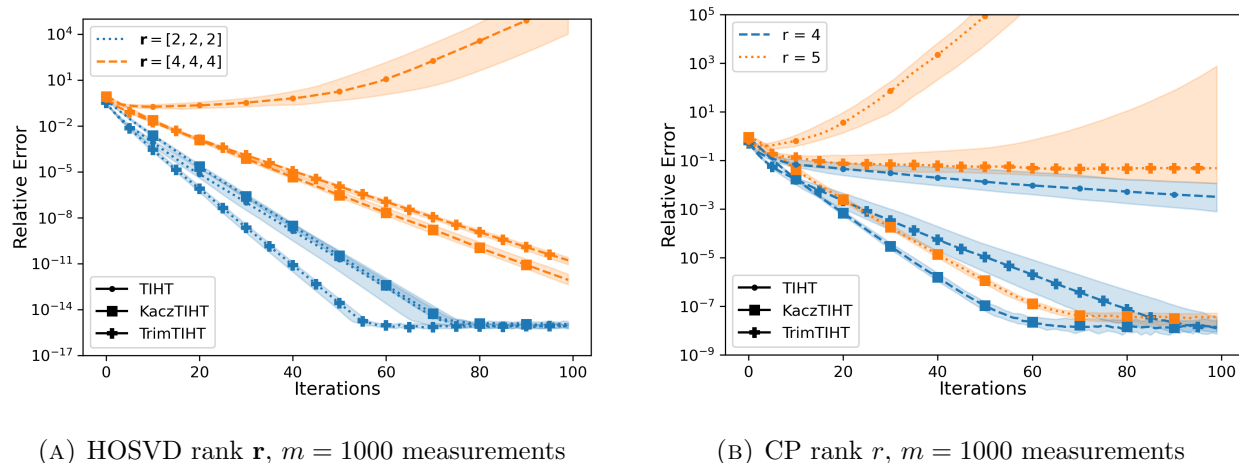 10^4
10^1
10^-2
10^-5
10^-8
10^-11
10^-14
10^-17
Relative Error
r = [2, 2, 2]
r = [4, 4, 4]
TIHT
KaczTIHT
TrimTIHT
0 20 40 60 80 100
Iterations
(A) HOSVD rank r, m = 1000 measurements
10^5
10^3
10^1
10^-1
10^-3
10^-5
10^-7
10^-9
Relative Error
r = 4
r = 5
TIHT
KaczTIHT
TrimTIHT
0 20 40 60 80 100
Iterations
(B) CP rank r, m = 1000 measurements